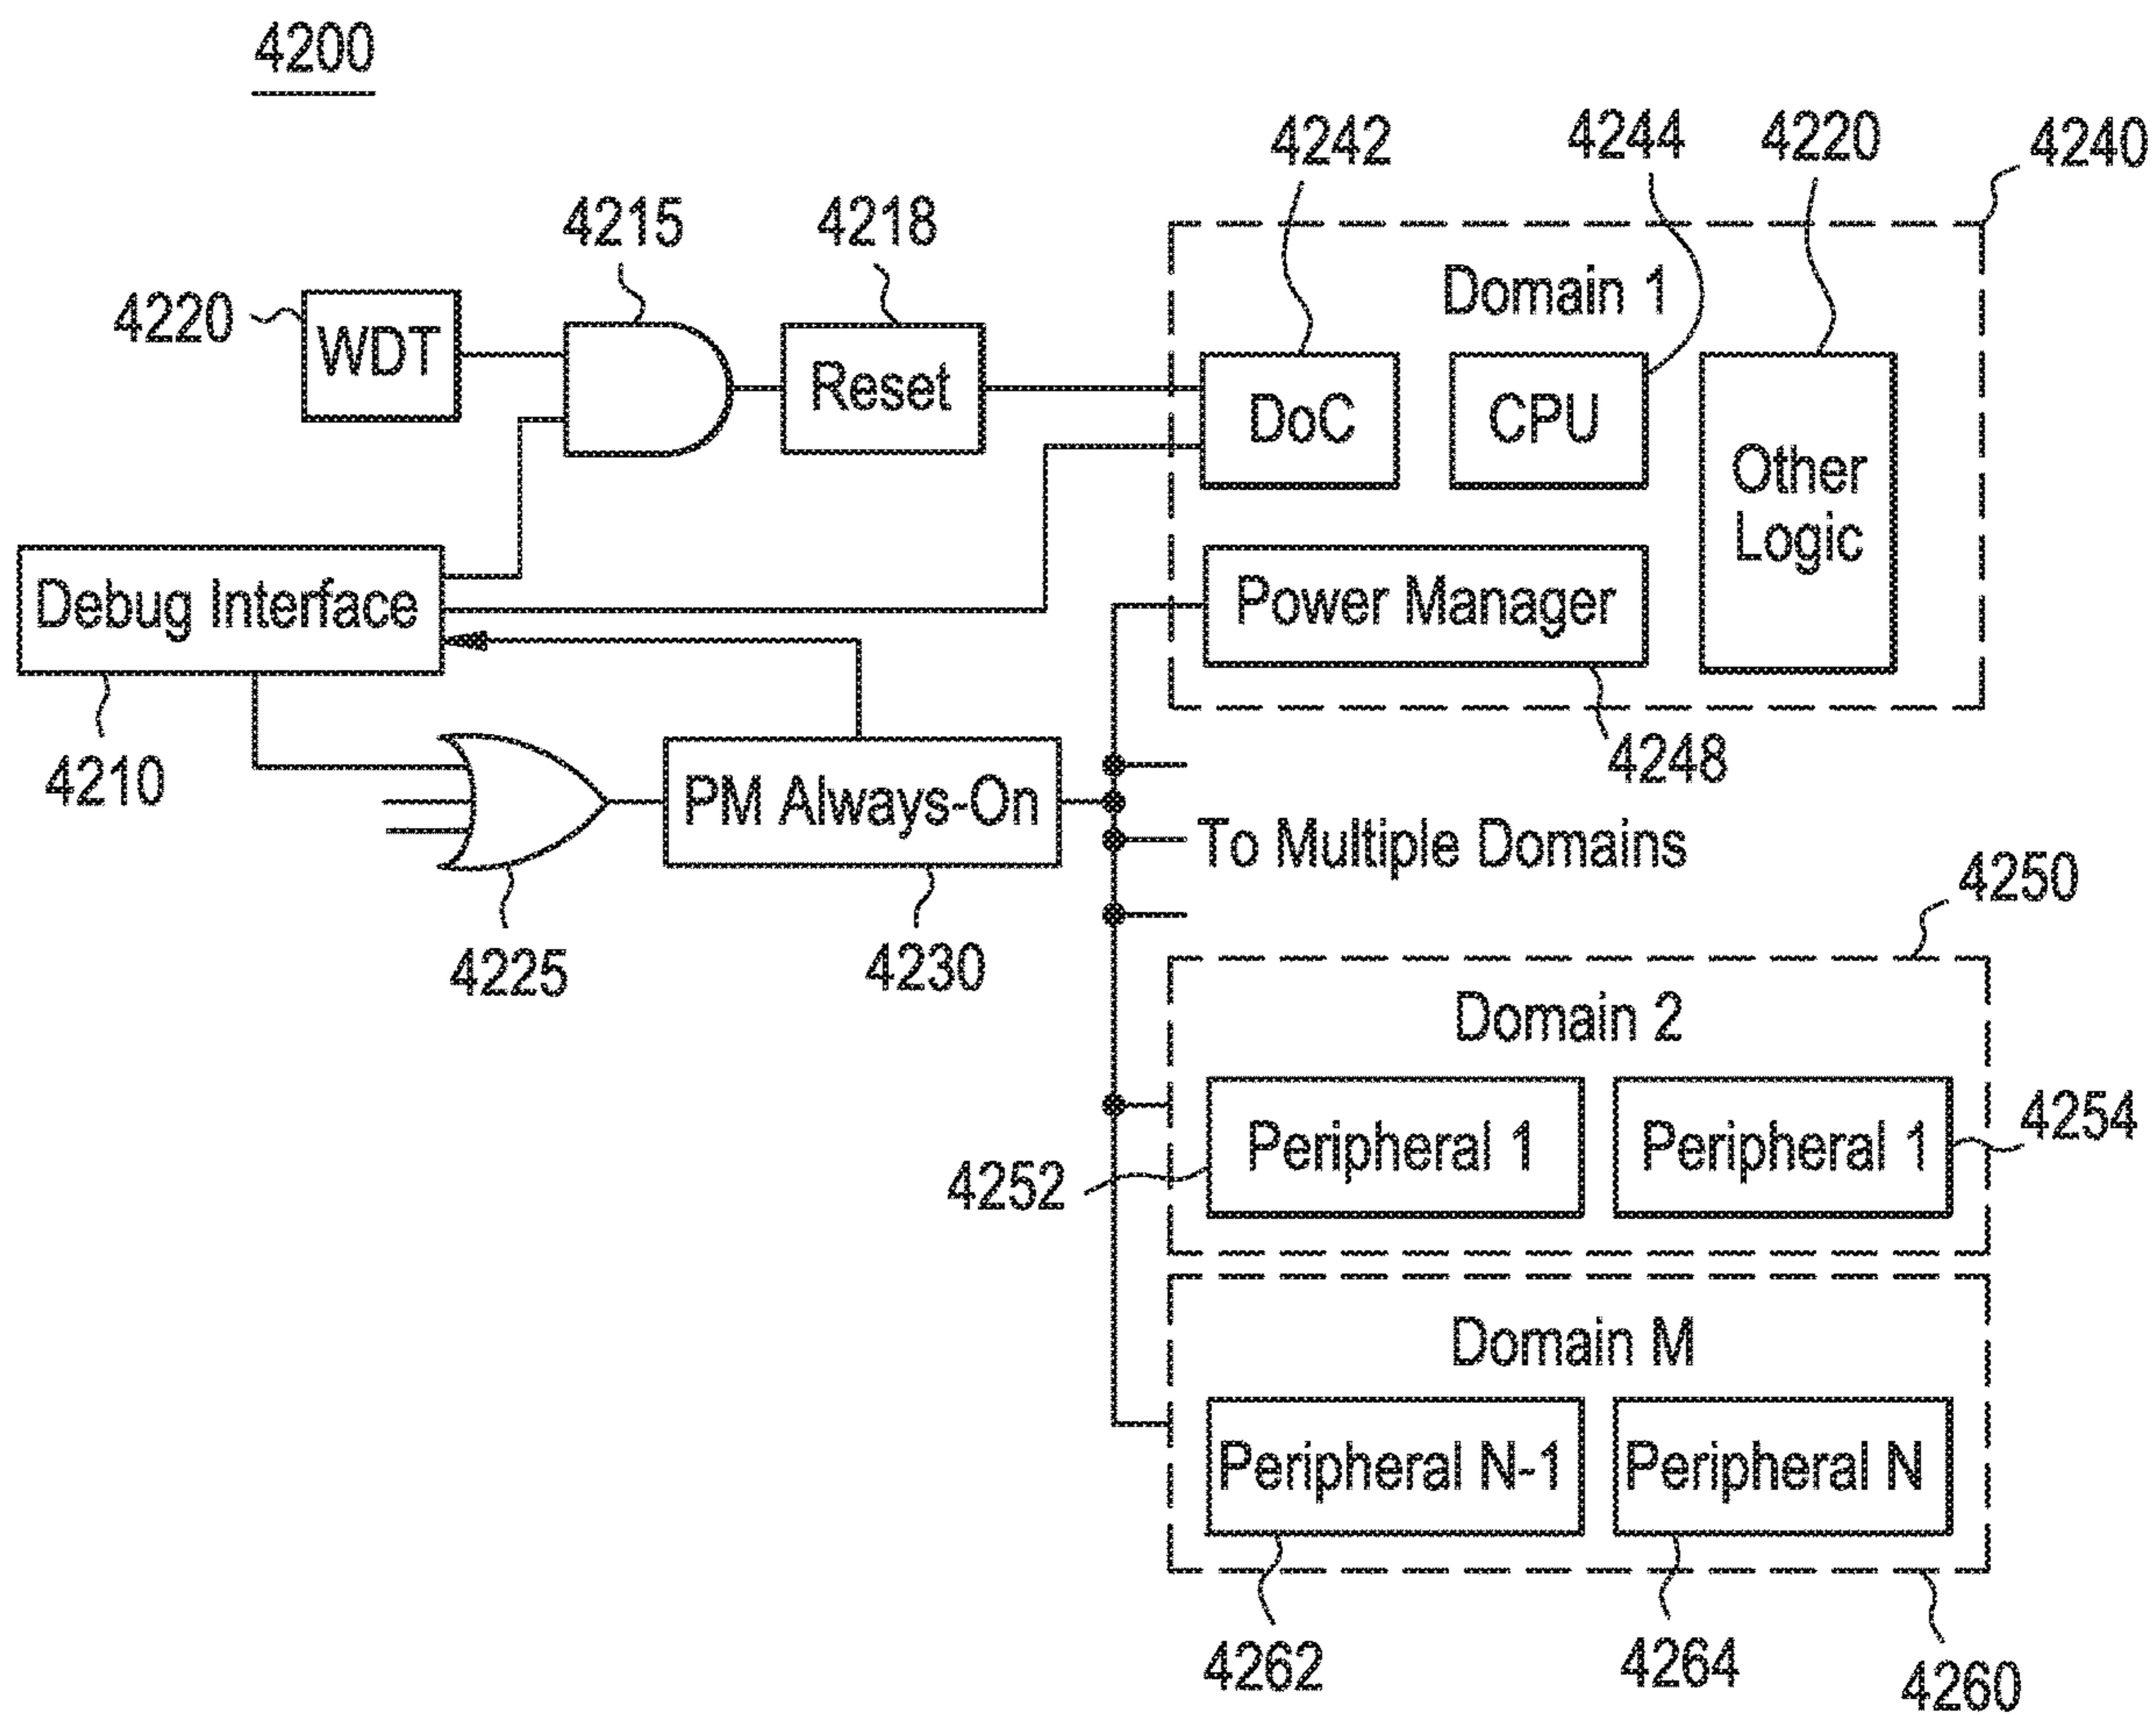 4200
4242
4244
4220
4240
4215
4218
4220
WDT
Reset
Domain 1
DoC
CPU
Other
Logic
Debug Interface
Power Manager
4210
4248
PM Always-On
To Multiple Domains
4225
4230
4250
Domain 2
Peripheral 1
Peripheral 1
4254
4252
Domain M
Peripheral N-1
Peripheral N
4262
4264
4260